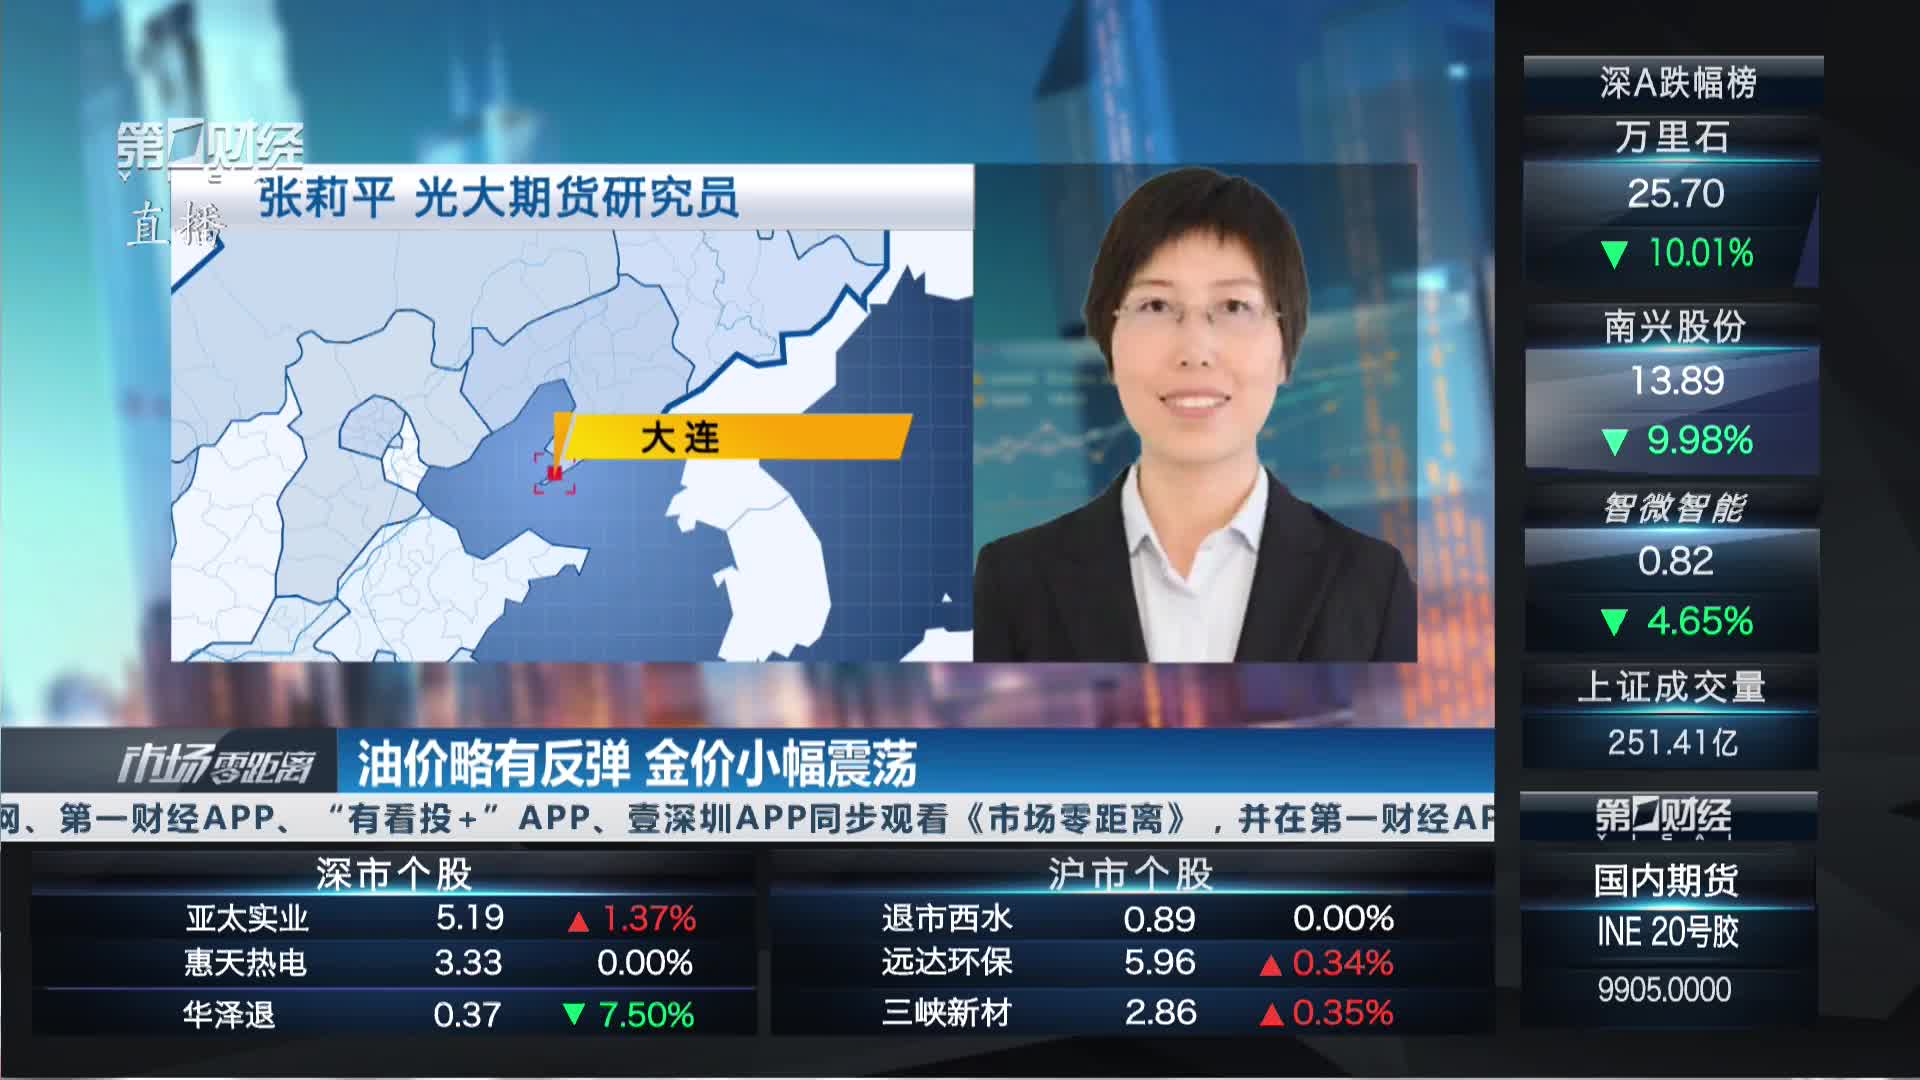 第一财经
YICAI
直播
张莉平 光大期货研究员
大连
市场零距离
油价略有反弹 金价小幅震荡
网、第一财经APP、“有看投+”APP、壹深圳APP同步观看《市场零距离》，并在第一财经AP
深市个股
亚太实业 5.19 ▲ 1.37%
惠天热电 3.33 0.00%
华泽退 0.37 ▼ 7.50%
沪市个股
退市西水 0.89 0.00%
远达环保 5.96 ▲ 0.34%
三峡新材 2.86 ▲ 0.35%
深A跌幅榜
万里石
25.70
▼ 10.01%
南兴股份
13.89
▼ 9.98%
智微智能
0.82
▼ 4.65%
上证成交量
251.41亿
第一财经
YICAI
国内期货
INE 20号胶
9905.0000